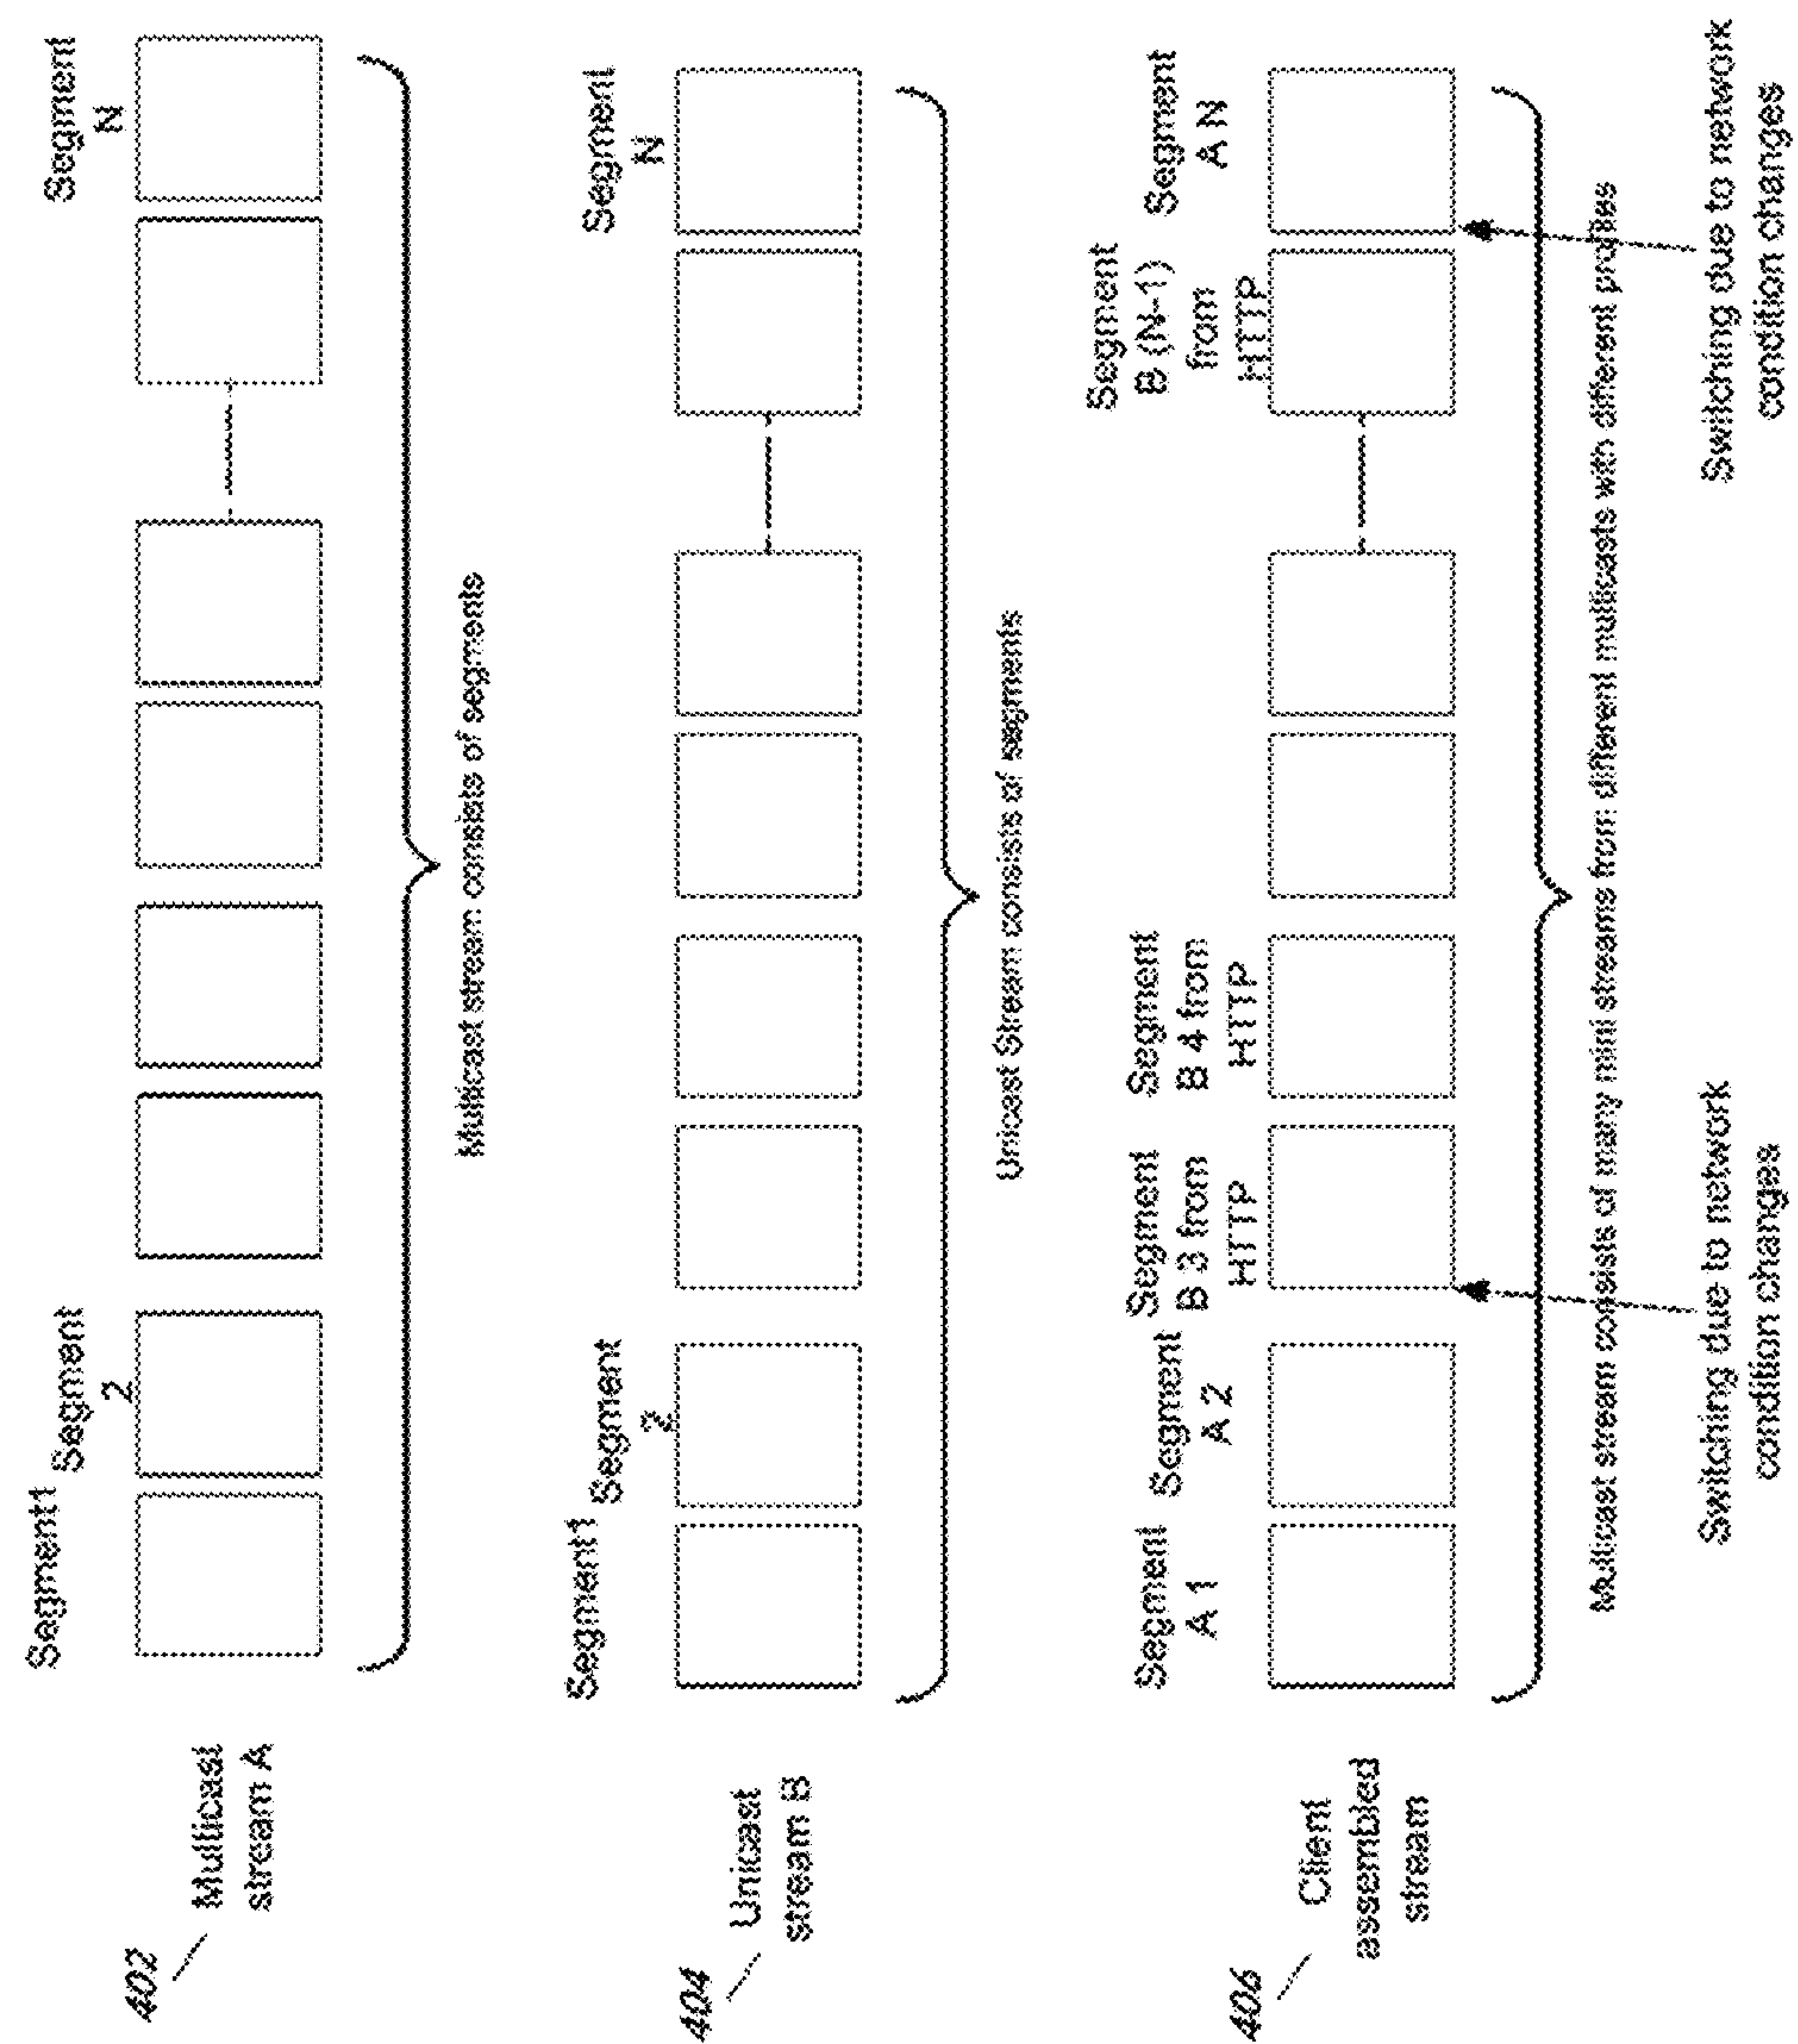 402
Multicast
stream A
Segment1
Segment
2
Segment
N
Multicast stream consists of segments
404
Unicast
stream B
Segment1
Segment
2
Segment
N
Unicast Stream consists of segments
406
Client
assembled
stream
Segment
A 1
Segment
A 2
Segment
B 3 from
HTTP
Segment
B 4 from
HTTP
Segment
B (N-1)
from
HTTP
Segment
A N
Multicast stream consists of many mini streams from different multicasts with different profiles
Switching due to network
condition changes
Switching due to network
condition changes